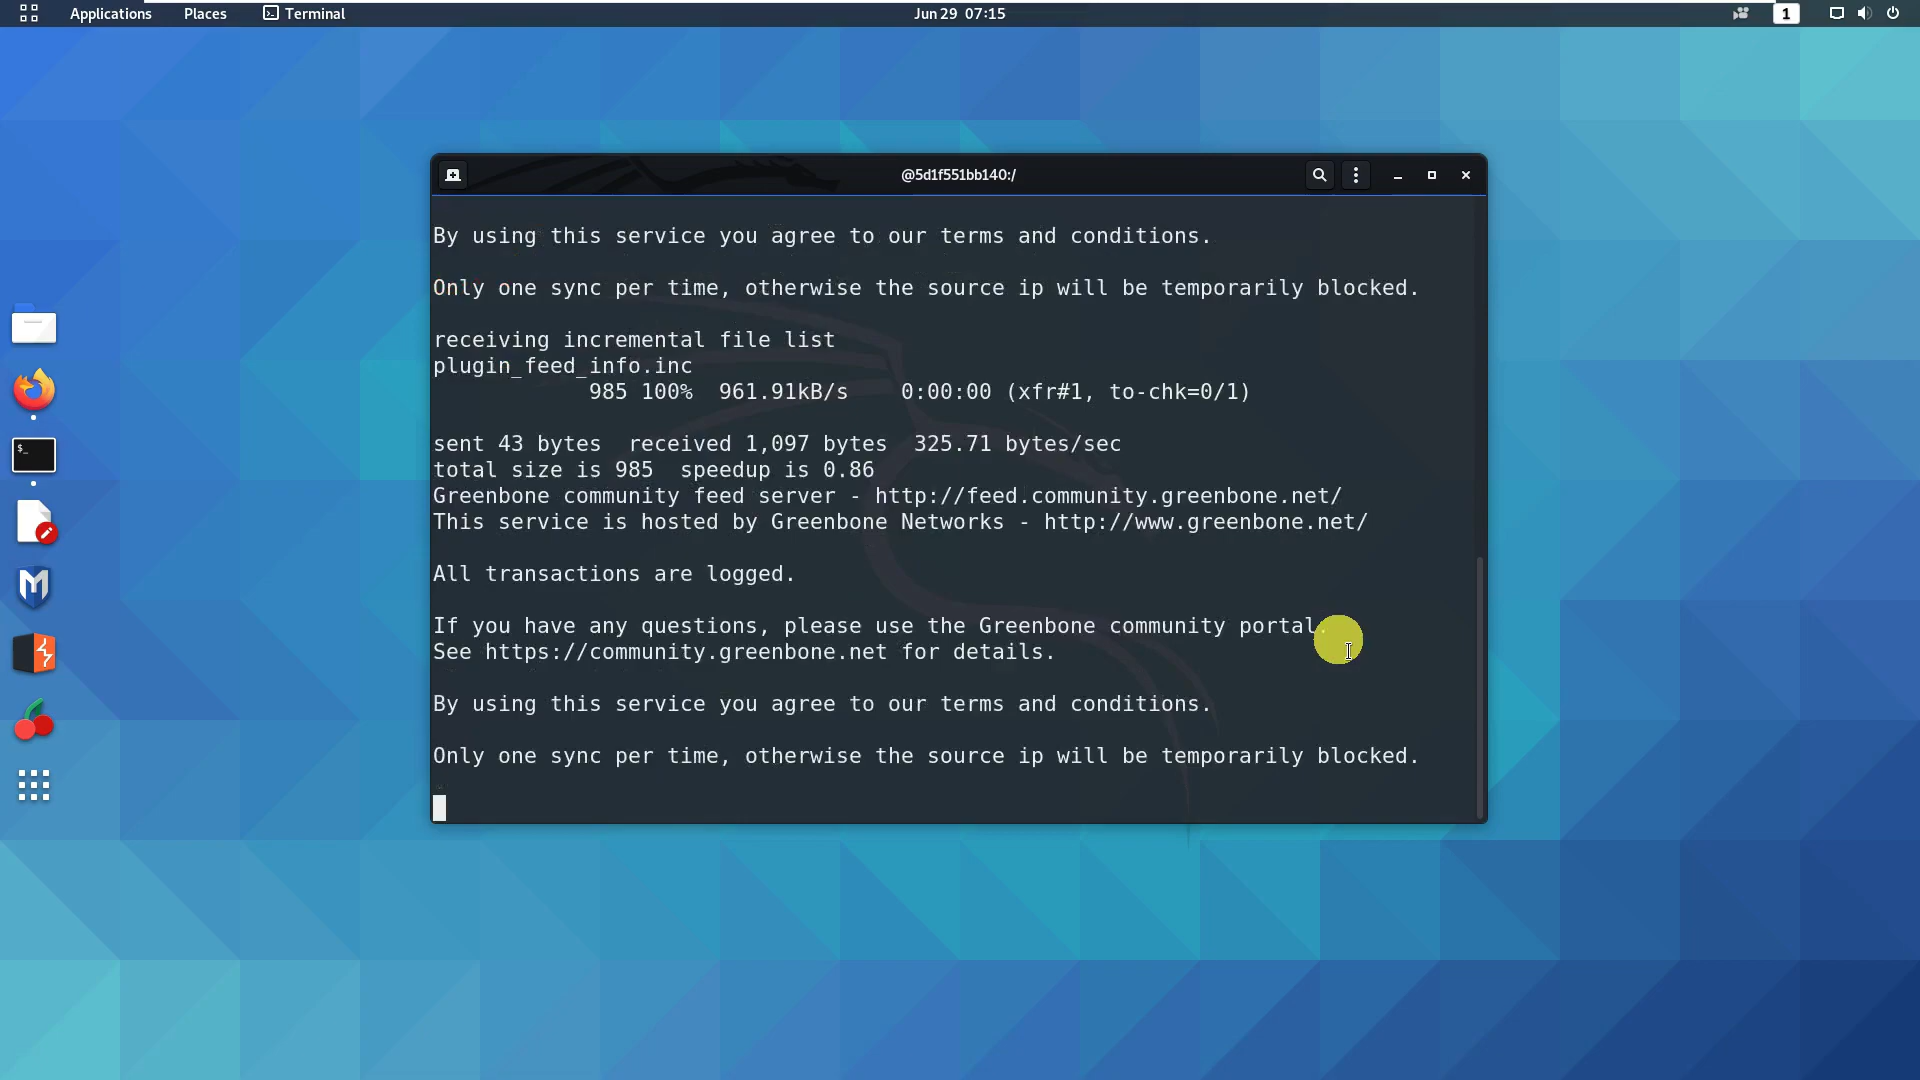 Applications Places Terminal Jun 29 07:15 1
@5d1f551bb140:/
By using this service you agree to our terms and conditions.
Only one sync per time, otherwise the source ip will be temporarily blocked.
receiving incremental file list
plugin_feed_info.inc
985 100% 961.91kB/s 0:00:00 (xfr#1, to-chk=0/1)
sent 43 bytes received 1,097 bytes 325.71 bytes/sec
total size is 985 speedup is 0.86
Greenbone community feed server - http://feed.community.greenbone.net/
This service is hosted by Greenbone Networks - http://www.greenbone.net/
All transactions are logged.
If you have any questions, please use the Greenbone community portal.
See https://community.greenbone.net for details.
By using this service you agree to our terms and conditions.
Only one sync per time, otherwise the source ip will be temporarily blocked.